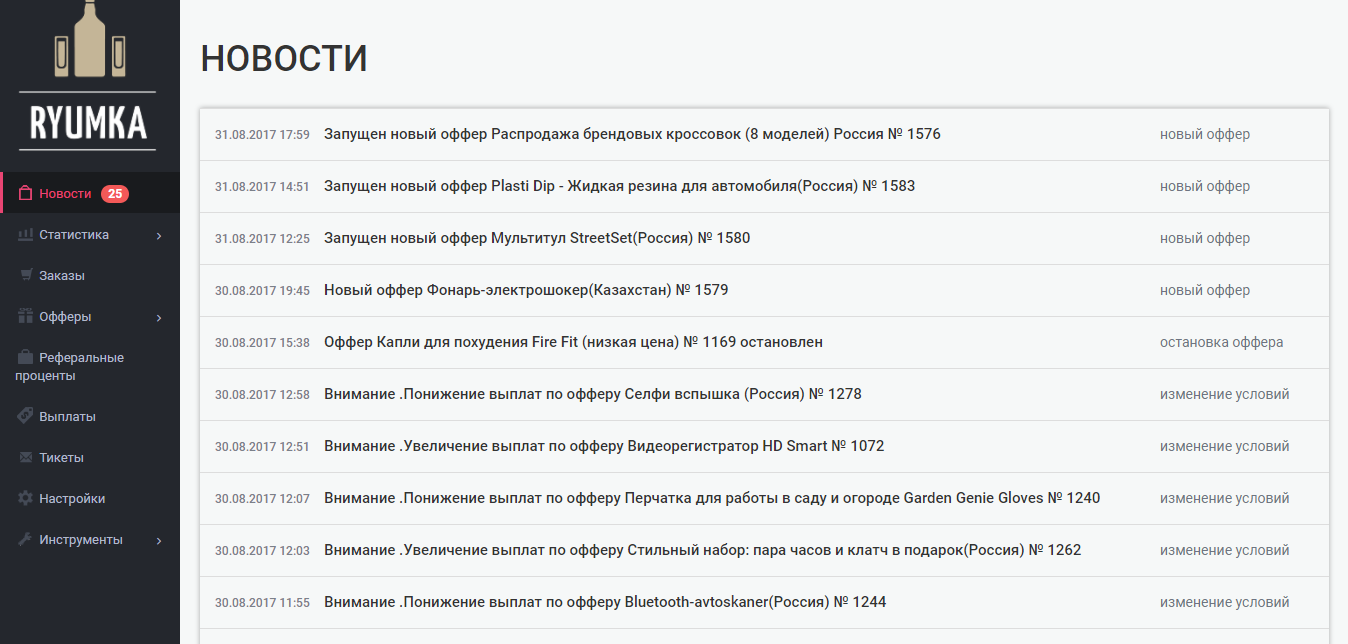 RYUMKA
Новости 25
Статистика
Заказы
Офферы
Реферальные
проценты
Выплаты
Тикеты
Настройки
Инструменты
НОВОСТИ
31.08.2017 17:59 Запущен новый оффер Распродажа брендовых кроссовок (8 моделей) Россия № 1576 новый оффер
31.08.2017 14:51 Запущен новый оффер Plasti Dip - Жидкая резина для автомобиля(Россия) № 1583 новый оффер
31.08.2017 12:25 Запущен новый оффер Мультитул StreetSet(Россия) № 1580 новый оффер
30.08.2017 19:45 Новый оффер Фонарь-электрошокер(Казахстан) № 1579 новый оффер
30.08.2017 15:38 Оффер Капли для похудения Fire Fit (низкая цена) № 1169 остановлен остановка оффера
30.08.2017 12:58 Внимание .Понижение выплат по офферу Селфи вспышка (Россия) № 1278 изменение условий
30.08.2017 12:51 Внимание .Увеличение выплат по офферу Видеорегистратор HD Smart № 1072 изменение условий
30.08.2017 12:07 Внимание .Понижение выплат по офферу Перчатка для работы в саду и огороде Garden Genie Gloves № 1240 изменение условий
30.08.2017 12:03 Внимание .Увеличение выплат по офферу Стильный набор: пара часов и клатч в подарок(Россия) № 1262 изменение условий
30.08.2017 11:55 Внимание .Понижение выплат по офферу Bluetooth-avtoskaner(Россия) № 1244 изменение условий